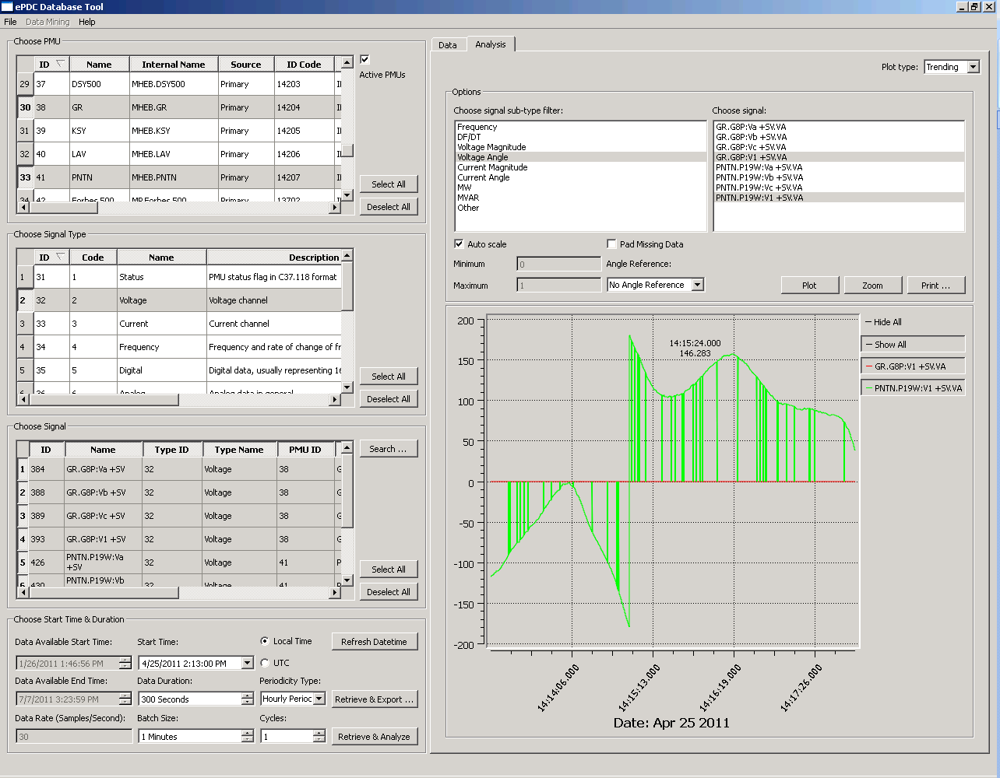 ePDC Database Tool
File Data Mining Help
Choose PMU
ID Name Internal Name Source ID Code
29 37 DSY500 MHEB.DSY500 Primary 14203
30 38 GR MHEB.GR Primary 14204
31 39 KSY MHEB.KSY Primary 14205
32 40 LAV MHEB.LAV Primary 14206
33 41 PNTN MHEB.PNTN Primary 14207
34 42 Forbes 500 MP.Forbes 500 Primary 13702
Active PMUs
Select All
Deselect All
Choose Signal Type
ID Code Name Description
1 31 1 Status PMU status flag in C37.118 format
2 32 2 Voltage Voltage channel
3 33 3 Current Current channel
4 34 4 Frequency Frequency and rate of change of fr
5 35 5 Digital Digital data, usually representing 16
6 36 6 Analog Analog data in general
Select All
Deselect All
Choose Signal
ID Name Type ID Type Name PMU ID
1 384 GR.G8P:Va +SV 32 Voltage 38 G
2 388 GR.G8P:Vb +SV 32 Voltage 38 G
3 389 GR.G8P:Vc +SV 32 Voltage 38 G
4 393 GR.G8P:V1 +SV 32 Voltage 38 G
5 426 PNTN.P19W:Va +SV 32 Voltage 41 P
6 430 PNTN.P19W:Vb 32 Voltage 41 P
Search ...
Select All
Deselect All
Choose Start Time & Duration
Data Available Start Time: Start Time: Local Time Refresh Datetime
1/26/2011 1:46:56 PM 4/25/2011 2:13:00 PM UTC
Data Available End Time: Data Duration: Periodicity Type:
7/7/2011 3:23:59 PM 300 Seconds Hourly Perioc Retrieve & Export ...
Data Rate (Samples/Second): Batch Size: Cycles:
30 1 Minutes 1 Retrieve & Analyze
Data Analysis
Plot type: Trending
Options
Choose signal sub-type filter:
Frequency
DF/DT
Voltage Magnitude
Voltage Angle
Current Magnitude
Current Angle
MW
MVAR
Other
Choose signal:
GR.G8P:Va +SV.VA
GR.G8P:Vb +SV.VA
GR.G8P:Vc +SV.VA
GR.G8P:V1 +SV.VA
PNTN.P19W:Va +SV.VA
PNTN.P19W:Vb +SV.VA
PNTN.P19W:Vc +SV.VA
PNTN.P19W:V1 +SV.VA
Auto scale Pad Missing Data
Minimum 0 Angle Reference:
Maximum 1 No Angle Reference Plot Zoom Print ...
200
150
100
50
0
-50
-100
-150
-200
14:15:24.000
146.283
Hide All
Show All
GR.G8P:V1 +SV.VA
PNTN.P19W:V1 +SV.VA
14:14:06.000 14:15:13.000 14:16:19.000 14:17:26.000
Date: Apr 25 2011